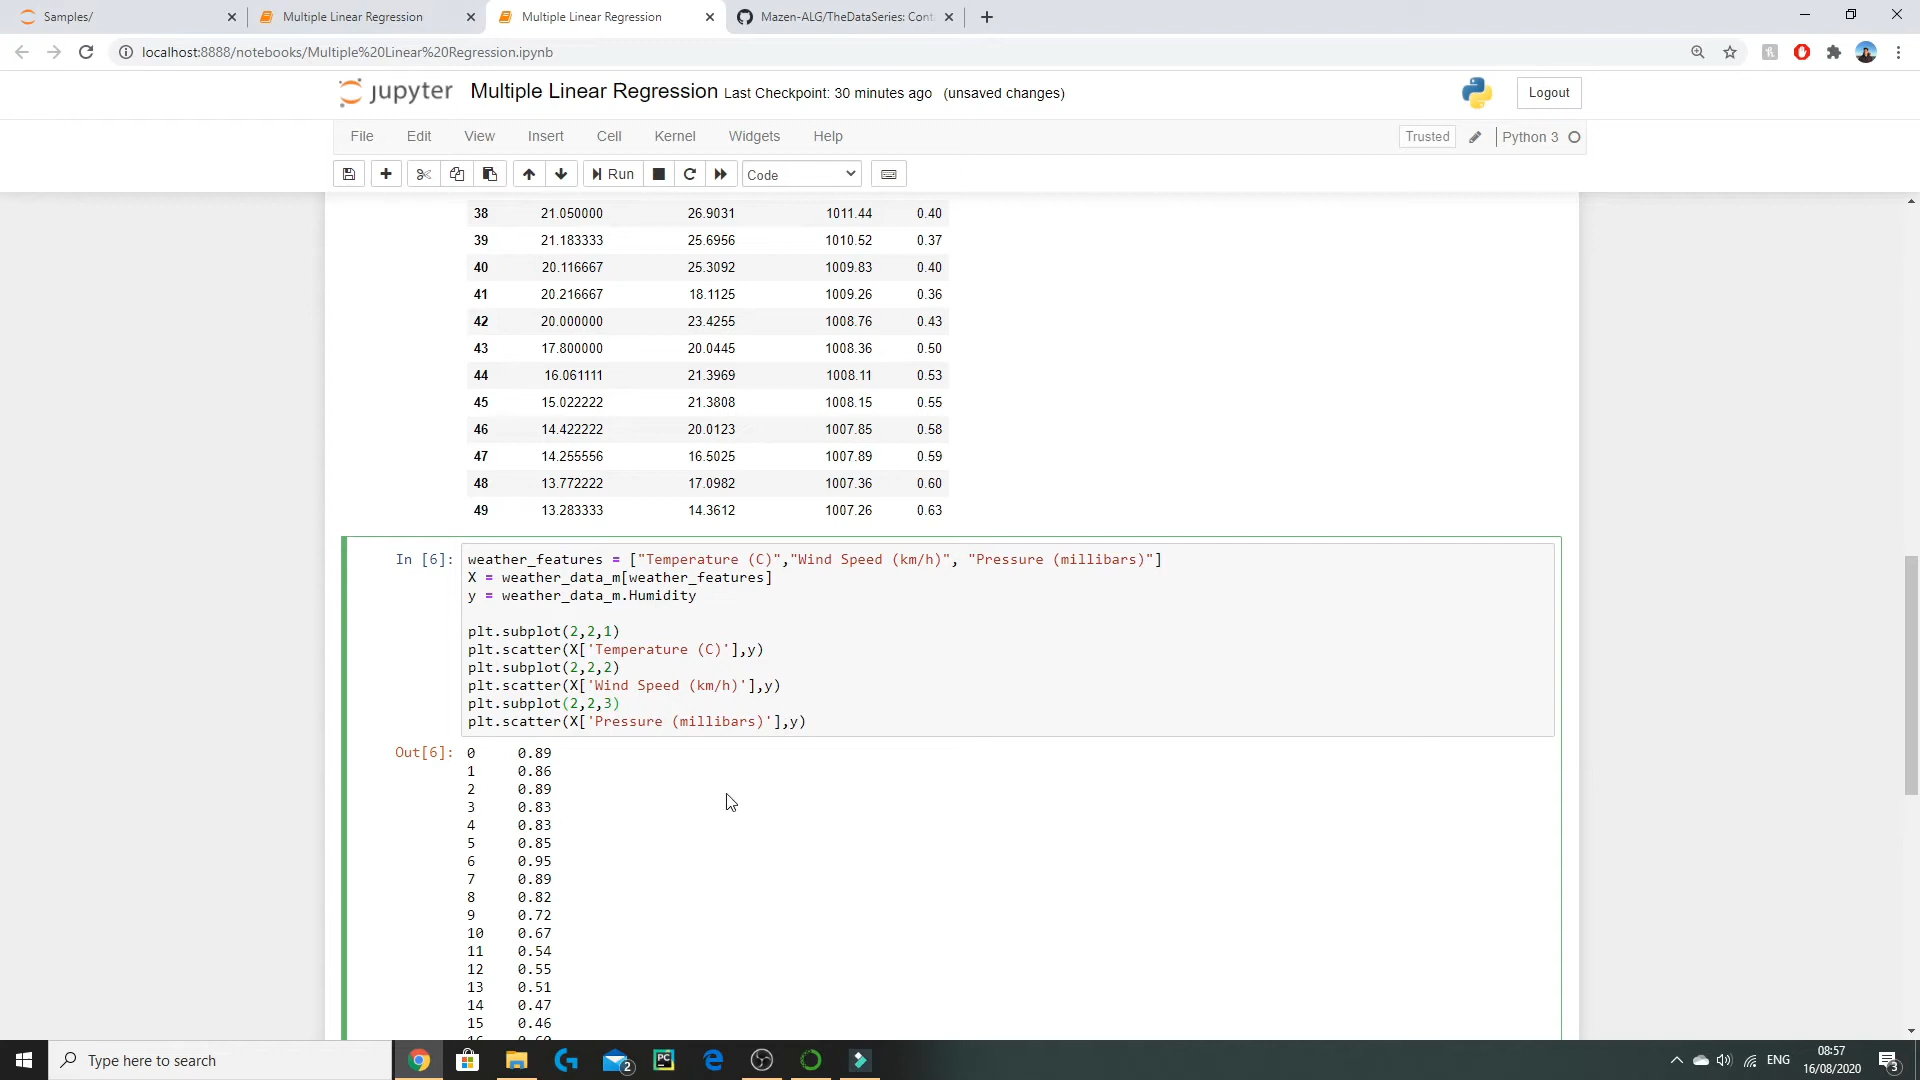 Samples/
Multiple Linear Regression
Multiple Linear Regression
Mazen-ALG/TheDataSeries: Cont
localhost:8888/notebooks/Multiple%20Linear%20Regression.ipynb
jupyter Multiple Linear Regression Last Checkpoint: 30 minutes ago (unsaved changes)
Logout
File Edit View Insert Cell Kernel Widgets Help
Trusted
Python 3
Run
Code
38 21.050000 26.9031 1011.44 0.40
39 21.183333 25.6956 1010.52 0.37
40 20.116667 25.3092 1009.83 0.40
41 20.216667 18.1125 1009.26 0.36
42 20.000000 23.4255 1008.76 0.43
43 17.800000 20.0445 1008.36 0.50
44 16.061111 21.3969 1008.11 0.53
45 15.022222 21.3808 1008.15 0.55
46 14.422222 20.0123 1007.85 0.58
47 14.255556 16.5025 1007.89 0.59
48 13.772222 17.0982 1007.36 0.60
49 13.283333 14.3612 1007.26 0.63
In [6]: weather_features = ["Temperature (C)","Wind Speed (km/h)", "Pressure (millibars)"]
X = weather_data_m[weather_features]
y = weather_data_m.Humidity
plt.subplot(2,2,1)
plt.scatter(X['Temperature (C)'],y)
plt.subplot(2,2,2)
plt.scatter(X['Wind Speed (km/h)'],y)
plt.subplot(2,2,3)
plt.scatter(X['Pressure (millibars)'],y)
Out[6]: 0 0.89
1 0.86
2 0.89
3 0.83
4 0.83
5 0.85
6 0.95
7 0.89
8 0.82
9 0.72
10 0.67
11 0.54
12 0.55
13 0.51
14 0.47
15 0.46
Type here to search
PC
2
ENG
08:57
16/08/2020
3